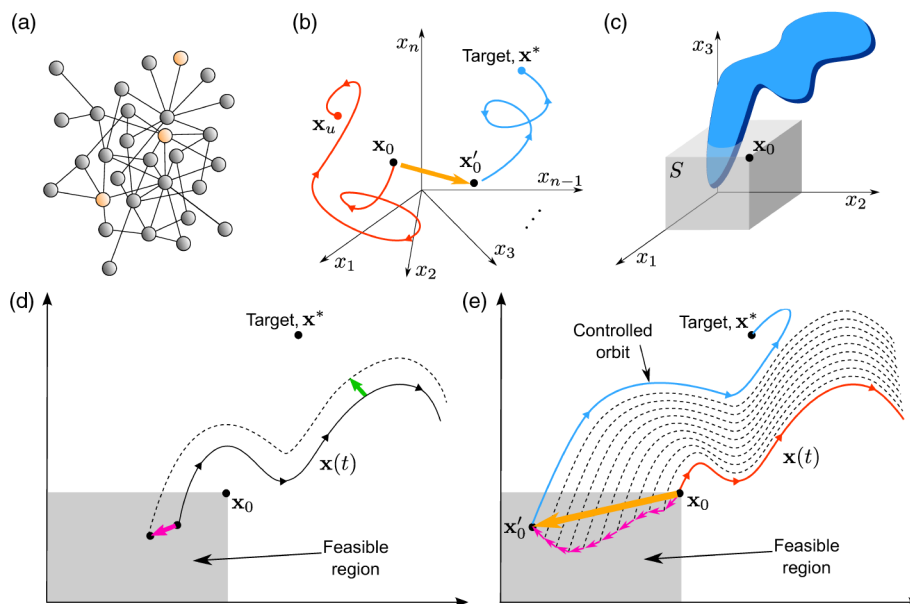 (a)
(b)
x_n
Target, x*
x_u
x_0
x'_0
x_{n−1}
x_1
x_2
x_3
(c)
x_3
S
x_0
x_2
x_1
(d)
Target, x*
x(t)
x_0
Feasible
region
(e)
Target, x*
Controlled
orbit
x(t)
x_0
x'_0
Feasible
region